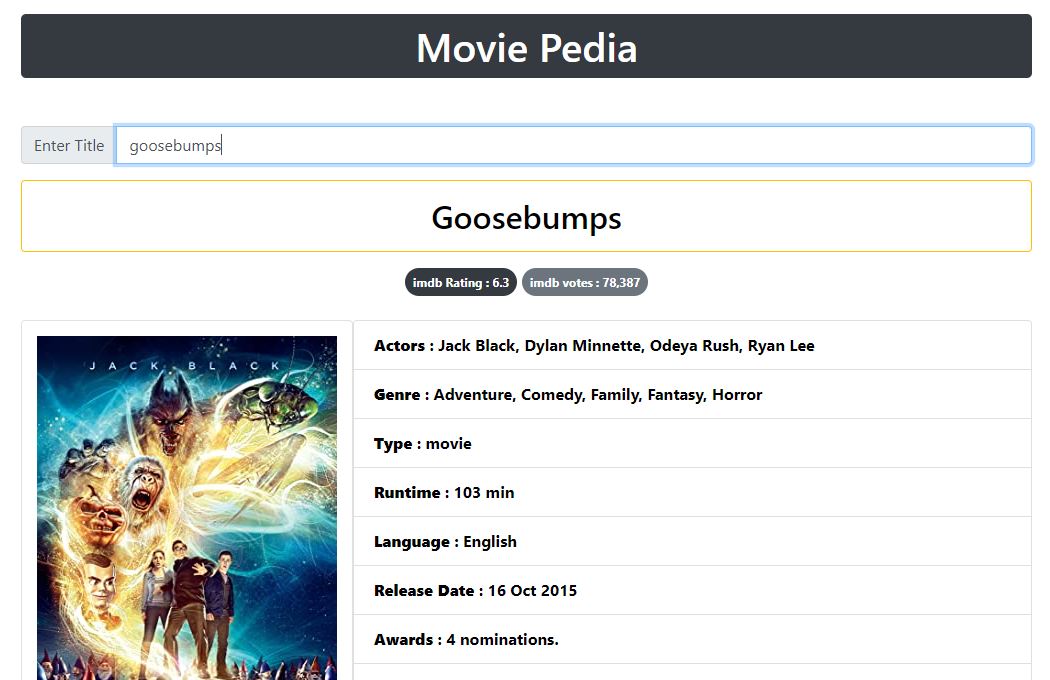 Movie Pedia
Enter Title
goosebumps
Goosebumps
imdb Rating : 6.3
imdb votes : 78,387
JACK BLACK
Actors : Jack Black, Dylan Minnette, Odeya Rush, Ryan Lee
Genre : Adventure, Comedy, Family, Fantasy, Horror
Type : movie
Runtime : 103 min
Language : English
Release Date : 16 Oct 2015
Awards : 4 nominations.